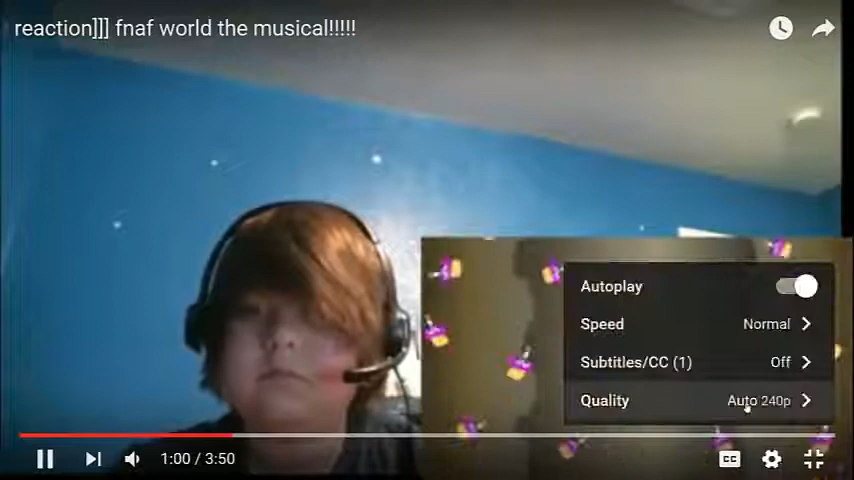 reaction]]] fnaf world the musical!!!!!
Autoplay
Speed Normal
Subtitles/CC (1) Off
Quality Auto 240p
1:00 / 3:50
CC